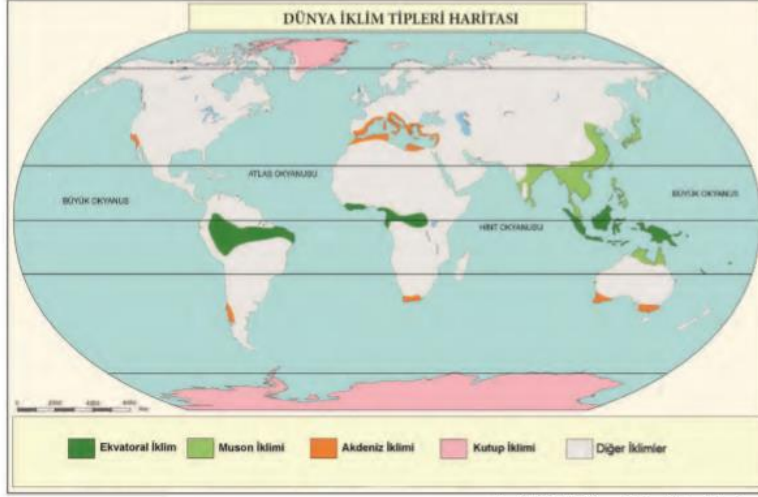 DÜNYA İKLİM TİPLERİ HARİTASI
ATLAS OKYANUSU
BÜYÜK OKYANUS
BÜYÜK OKYANUS
HİNT OKYANUSU
Ekvatoral İklim
Muson İklimi
Akdeniz İklimi
Kutup İklimi
Diğer İklimler